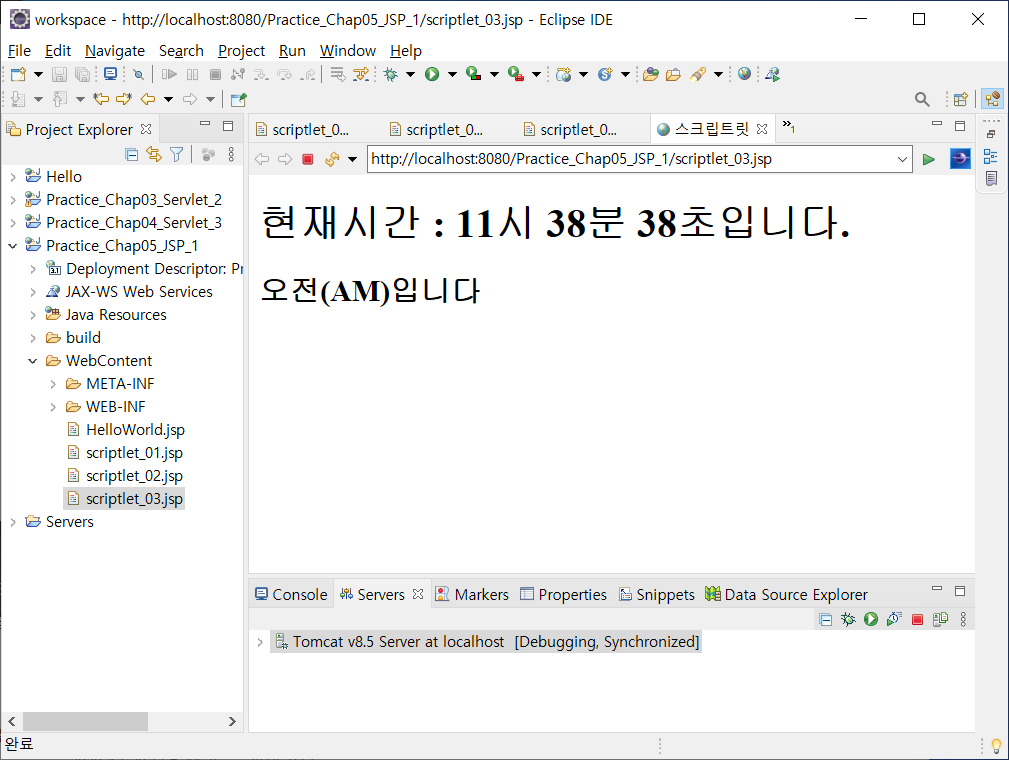 workspace - http://localhost:8080/Practice_Chap05_JSP_1/scriptlet_03.jsp - Eclipse IDE
File Edit Navigate Search Project Run Window Help
Project Explorer
Hello
Practice_Chap03_Servlet_2
Practice_Chap04_Servlet_3
Practice_Chap05_JSP_1
Deployment Descriptor: Pr
JAX-WS Web Services
Java Resources
build
WebContent
META-INF
WEB-INF
HelloWorld.jsp
scriptlet_01.jsp
scriptlet_02.jsp
scriptlet_03.jsp
Servers
scriptlet_0... scriptlet_0... scriptlet_0... 스크립트릿 »1
http://localhost:8080/Practice_Chap05_JSP_1/scriptlet_03.jsp
현재시간 : 11시 38분 38초입니다.
오전(AM)입니다
Console Servers Markers Properties Snippets Data Source Explorer
Tomcat v8.5 Server at localhost [Debugging, Synchronized]
완료